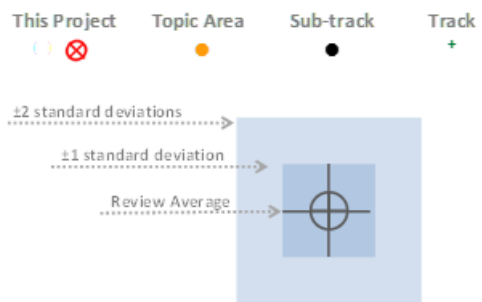 This Project Topic Area Sub-track Track
±2 standard deviations
±1 standard deviation
Review Average